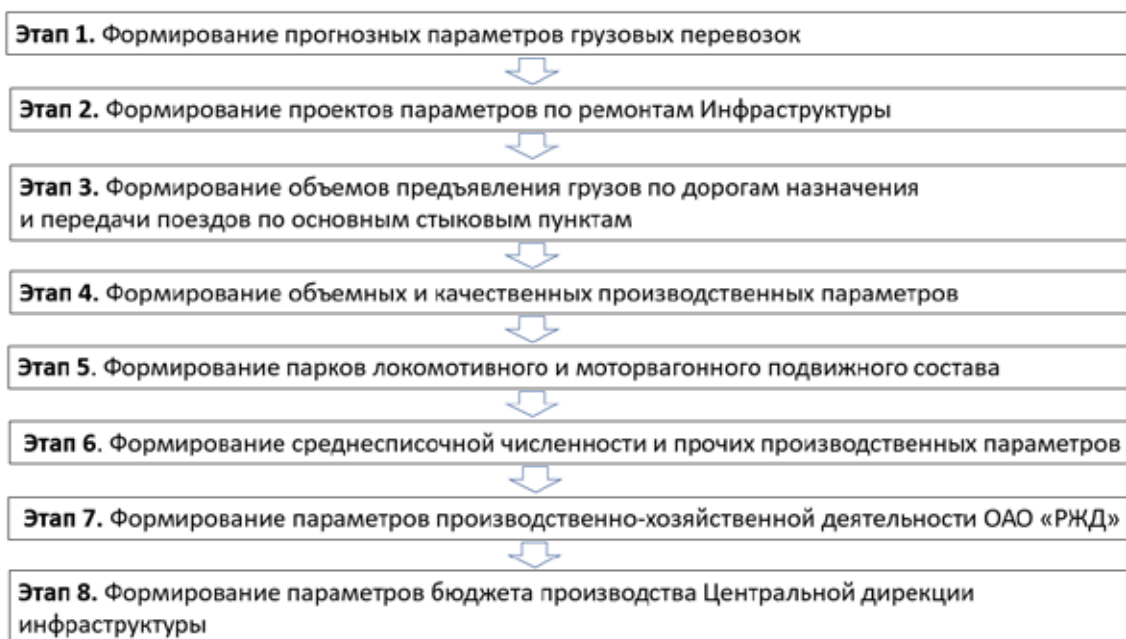 Этап 1. Формирование прогнозных параметров грузовых перевозок
Этап 2. Формирование проектов параметров по ремонтам Инфраструктуры
Этап 3. Формирование объемов предъявления грузов по дорогам назначения
и передачи поездов по основным стыковым пунктам
Этап 4. Формирование объемных и качественных производственных параметров
Этап 5. Формирование парков локомотивного и моторвагонного подвижного состава
Этап 6. Формирование среднесписочной численности и прочих производственных параметров
Этап 7. Формирование параметров производственно-хозяйственной деятельности ОАО «РЖД»
Этап 8. Формирование параметров бюджета производства Центральной дирекции
инфраструктуры